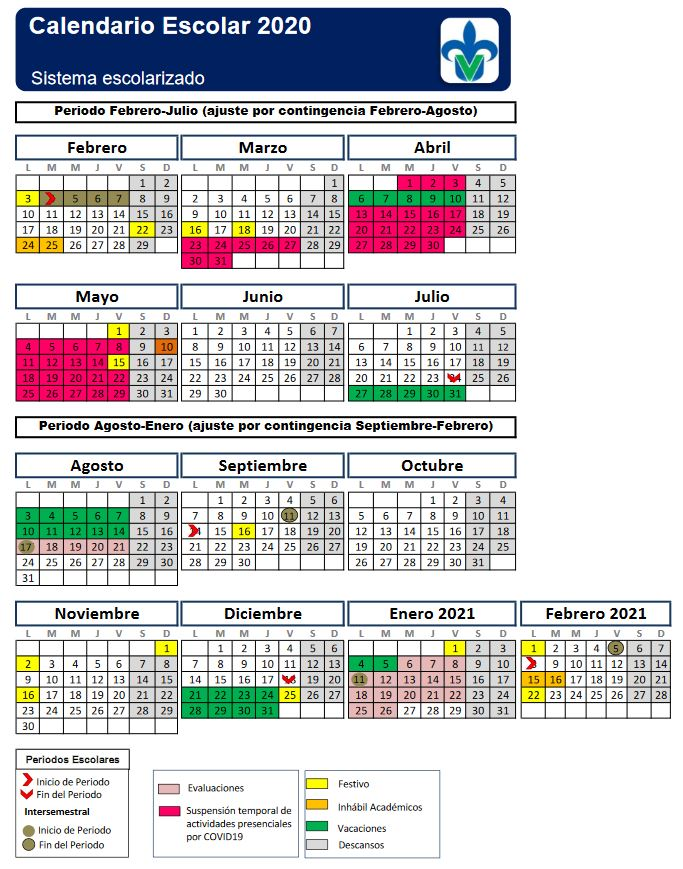 Calendario Escolar 2020
Sistema escolarizado
Periodo Febrero-Julio (ajuste por contingencia Febrero-Agosto)
Febrero
L M M J V S D
1 2
3 5 6 7 8 9
10 11 12 13 14 15 16
17 18 19 20 21 22 23
24 25 26 27 28 29
Marzo
L M M J V S D
1
2 3 4 5 6 7 8
9 10 11 12 13 14 15
16 17 18 19 20 21 22
23 24 25 26 27 28 29
30 31
Abril
L M M J V S D
1 2 3 4 5
6 7 8 9 10 11 12
13 14 15 16 17 18 19
20 21 22 23 24 25 26
27 28 29 30
Mayo
L M M J V S D
1 2 3
4 5 6 7 8 9 10
11 12 13 14 15 16 17
18 19 20 21 22 23 24
25 26 27 28 29 30 31
Junio
L M M J V S D
1 2 3 4 5 6 7
8 9 10 11 12 13 14
15 16 17 18 19 20 21
22 23 24 25 26 27 28
29 30
Julio
L M M J V S D
1 2 3 4 5
6 7 8 9 10 11 12
13 14 15 16 17 18 19
20 21 22 23 24 25 26
27 28 29 30 31
Periodo Agosto-Enero (ajuste por contingencia Septiembre-Febrero)
Agosto
L M M J V S D
1 2
3 4 5 6 7 8 9
10 11 12 13 14 15 16
17 18 19 20 21 22 23
24 25 26 27 28 29 30
31
Septiembre
L M M J V S D
1 2 3 4 5 6
7 8 9 10 11 12 13
14 15 16 17 18 19 20
21 22 23 24 25 26 27
28 29 30
Octubre
L M M J V S D
1 2 3 4
5 6 7 8 9 10 11
12 13 14 15 16 17 18
19 20 21 22 23 24 25
26 27 28 29 30 31
Noviembre
L M M J V S D
1
2 3 4 5 6 7 8
9 10 11 12 13 14 15
16 17 18 19 20 21 22
23 24 25 26 27 28 29
30
Diciembre
L M M J V S D
1 2 3 4 5 6
7 8 9 10 11 12 13
14 15 16 17 18 19 20
21 22 23 24 25 26 27
28 29 30 31
Enero 2021
L M M J V S D
1 2 3
4 5 6 7 8 9 10
11 12 13 14 15 16 17
18 19 20 21 22 23 24
25 26 27 28 29 30 31
Febrero 2021
L M M J V S D
1 2 3 4 5 6 7
9 10 11 12 13 14
15 16 17 18 19 20 21
22 23 24 25 26 27 28
Periodos Escolares
Inicio de Periodo
Fin del Periodo
Intersemestral
Inicio de Periodo
Fin del Periodo
Evaluaciones
Suspensión temporal de
actividades presenciales
por COVID19
Festivo
Inhábil Académicos
Vacaciones
Descansos